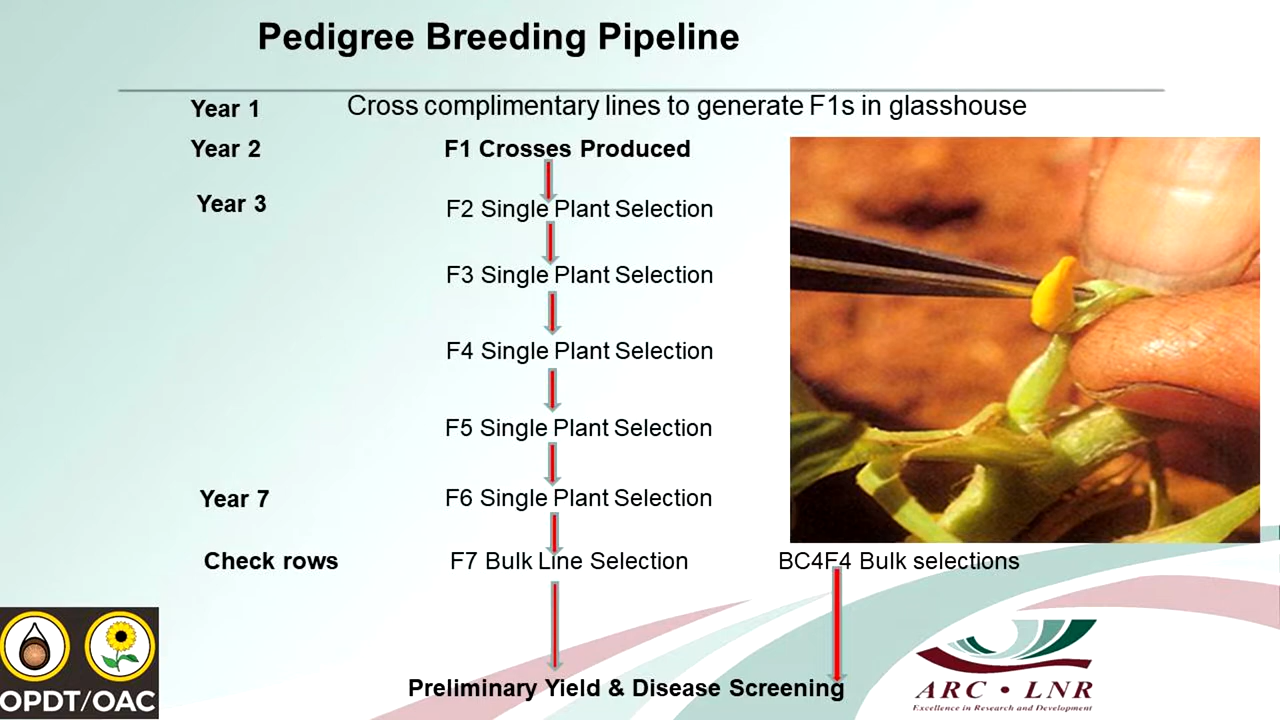 Pedigree Breeding Pipeline
Year 1 Cross complimentary lines to generate F1s in glasshouse
Year 2 F1 Crosses Produced
Year 3 F2 Single Plant Selection
F3 Single Plant Selection
F4 Single Plant Selection
F5 Single Plant Selection
Year 7 F6 Single Plant Selection
Check rows F7 Bulk Line Selection BC4F4 Bulk selections
Preliminary Yield & Disease Screening
OPDT/OAC
ARC • LNR
Excellence in Research and Development